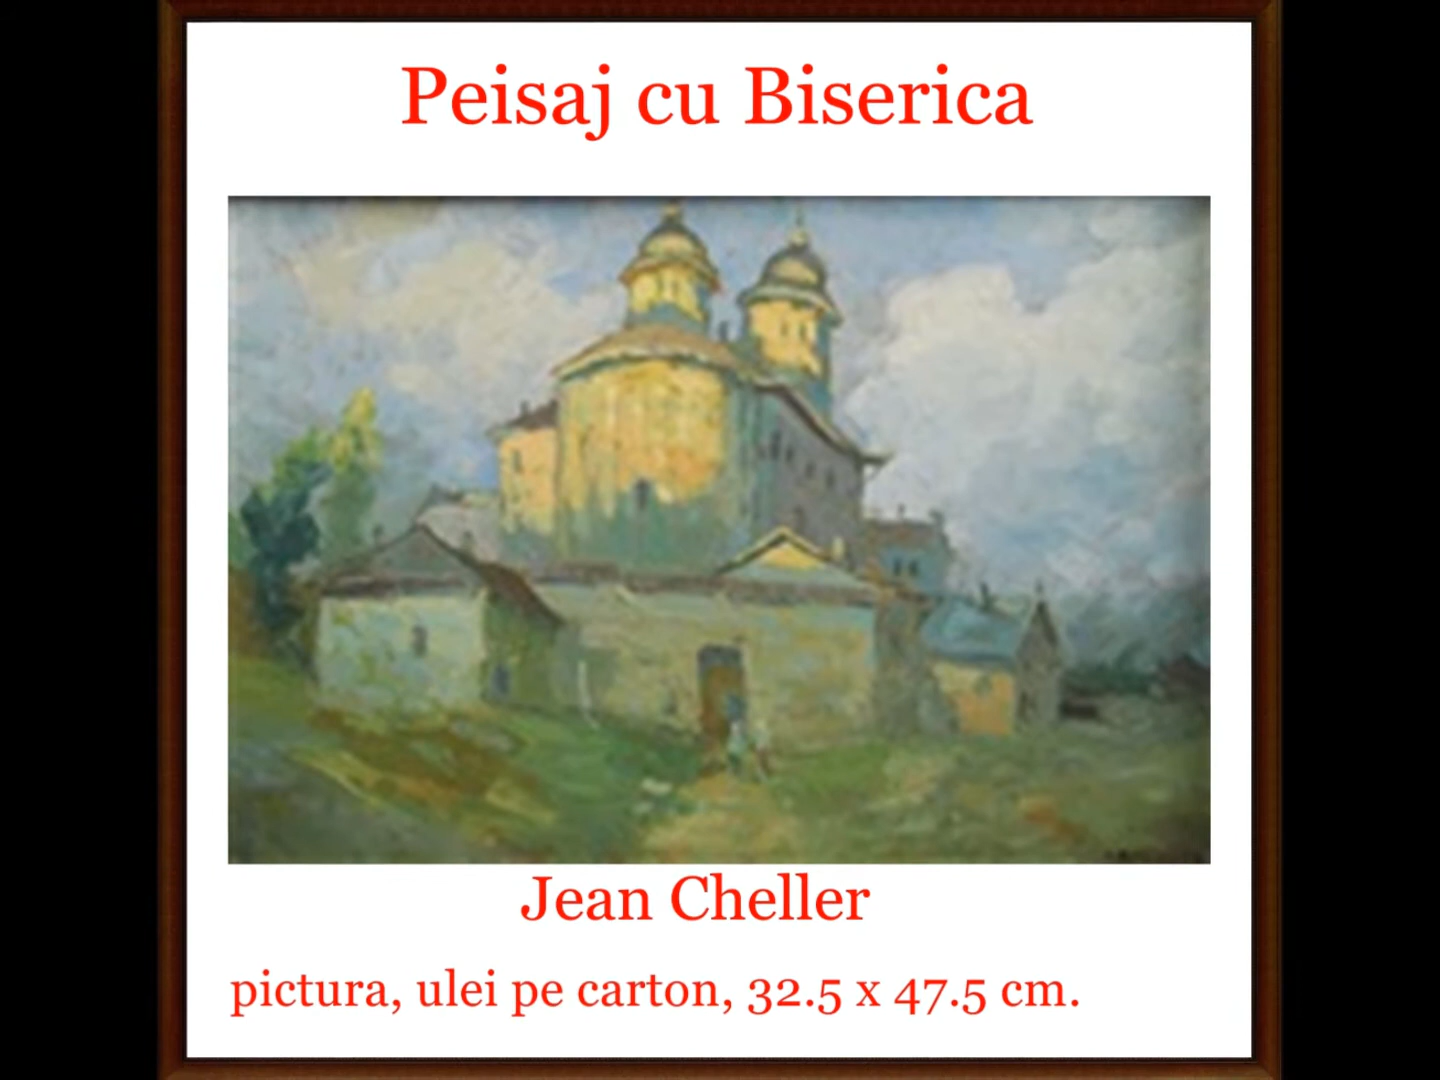 Peisaj cu Biserica
Jean Cheller
pictura, ulei pe carton, 32.5 x 47.5 cm.